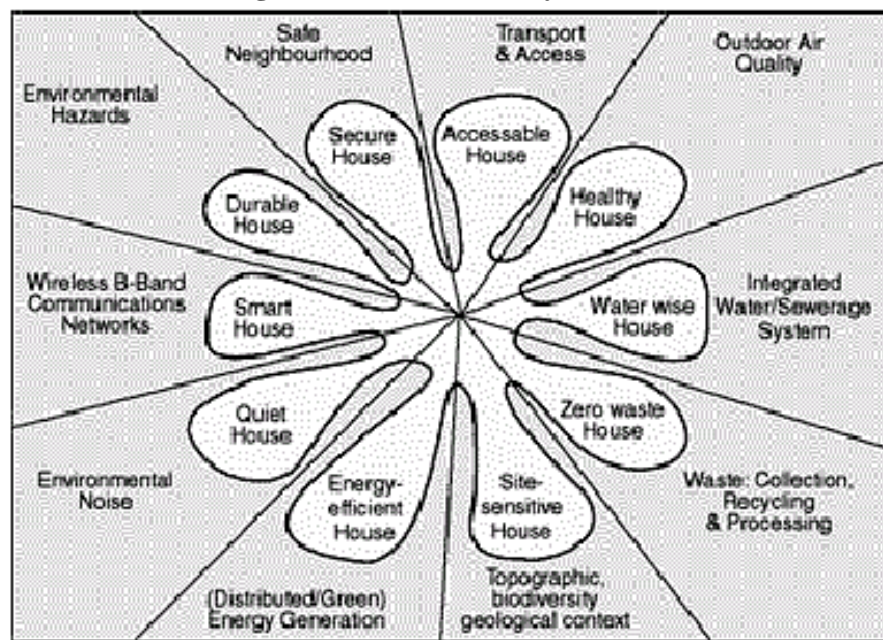 Safe
Neighbourhood
Transport
& Access
Outdoor Air
Quality
Environmental
Hazards
Secure
House
Accessable
House
Durable
House
Healthy
House
Wireless B-Band
Communications
Networks
Smart
House
Water wise
House
Integrated
Water/Sewerage
System
Quiet
House
Zero waste
House
Environmental
Noise
Energy-
efficient
House
Site-
sensitive
House
Waste: Collection,
Recycling
& Processing
(Distributed/Green)
Energy Generation
Topographic,
biodiversity
geological context